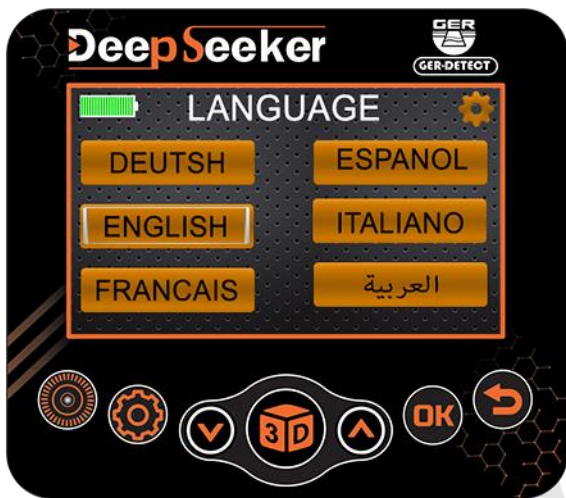 DeepSeeker
GER
GER-DETECT
LANGUAGE
DEUTSH
ESPANOL
ENGLISH
ITALIANO
FRANCAIS
العربية
3D
OK